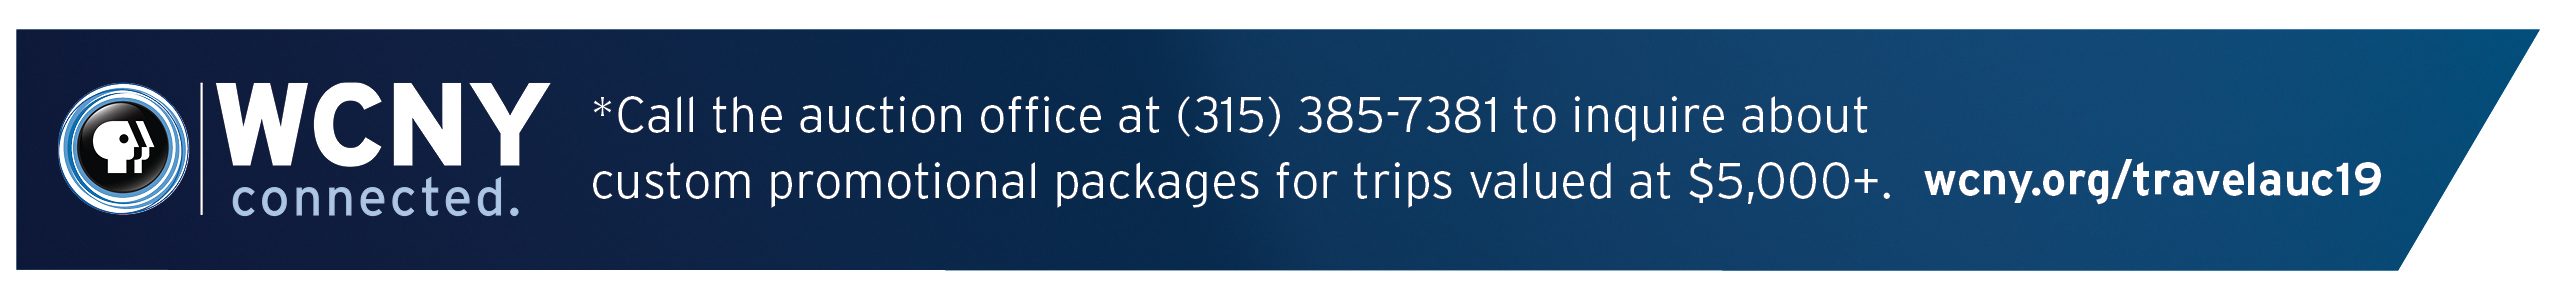 WCNY
connected.
*Call the auction office at (315) 385-7381 to inquire about
custom promotional packages for trips valued at $5,000+. wcny.org/travelauc19